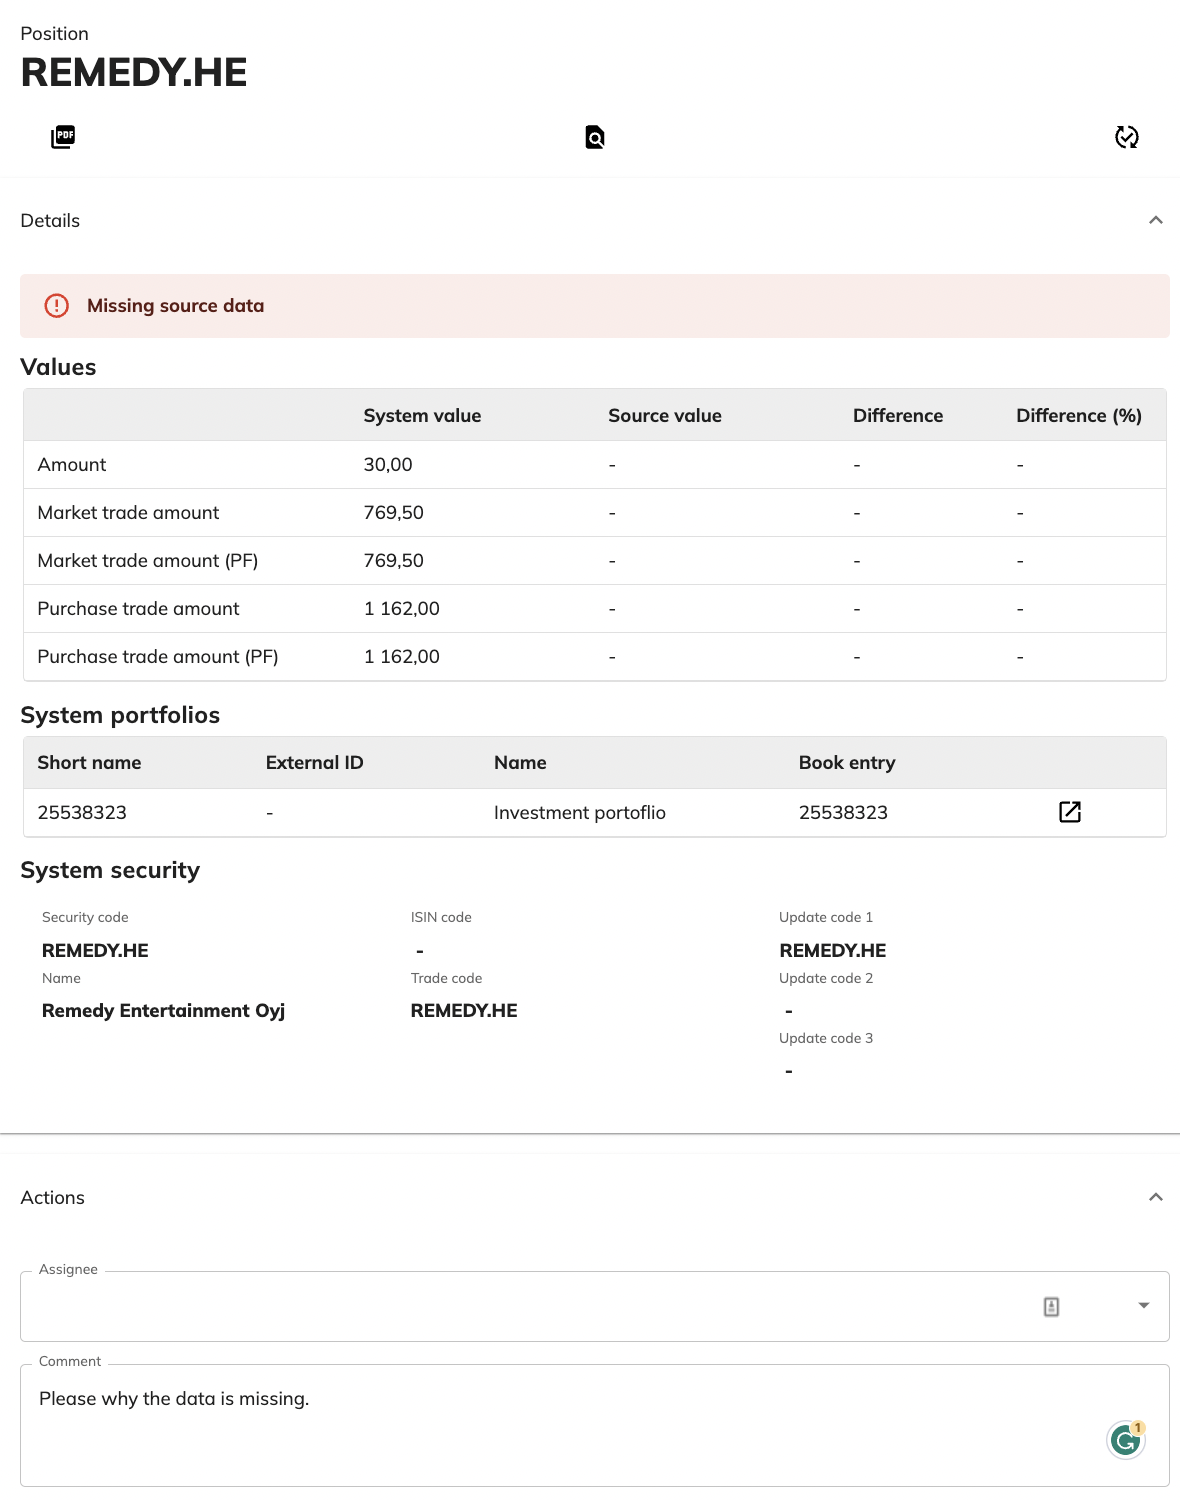 Position
REMEDY.HE
PDF
Details
Missing source data
Values
System value Source value Difference Difference (%)
Amount 30,00 - - -
Market trade amount 769,50 - - -
Market trade amount (PF) 769,50 - - -
Purchase trade amount 1 162,00 - - -
Purchase trade amount (PF) 1 162,00 - - -
System portfolios
Short name External ID Name Book entry
25538323 - Investment portoflio 25538323
System security
Security code ISIN code Update code 1
REMEDY.HE - REMEDY.HE
Name Trade code Update code 2
Remedy Entertainment Oyj REMEDY.HE -
Update code 3
-
Actions
Assignee
Comment
Please why the data is missing.
1